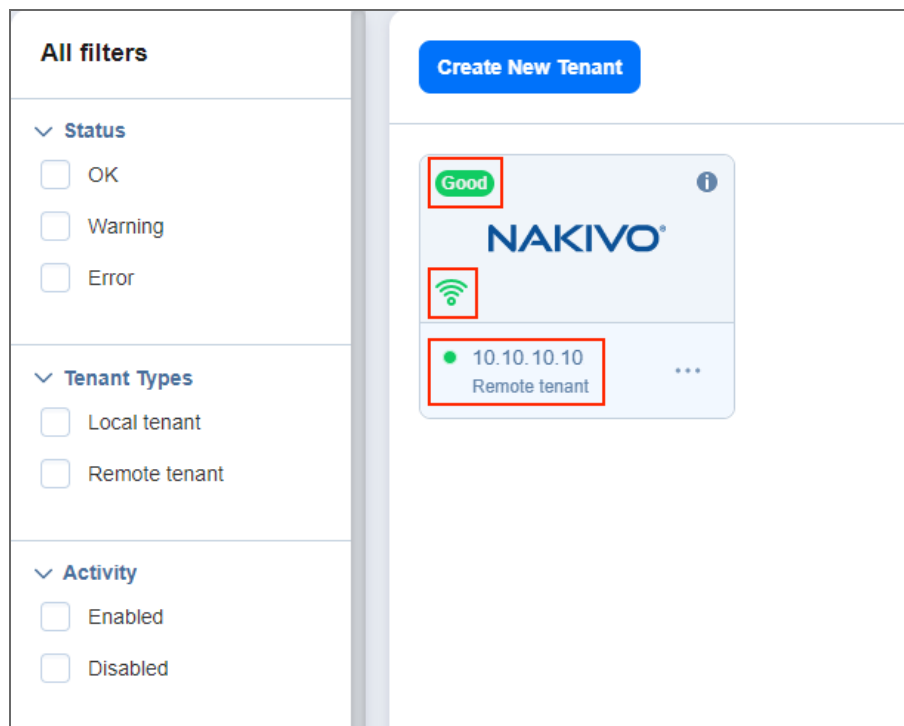 All filters
Status
OK
Warning
Error
Tenant Types
Local tenant
Remote tenant
Activity
Enabled
Disabled
Create New Tenant
Good
i
NAKIVO®
10.10.10.10
Remote tenant